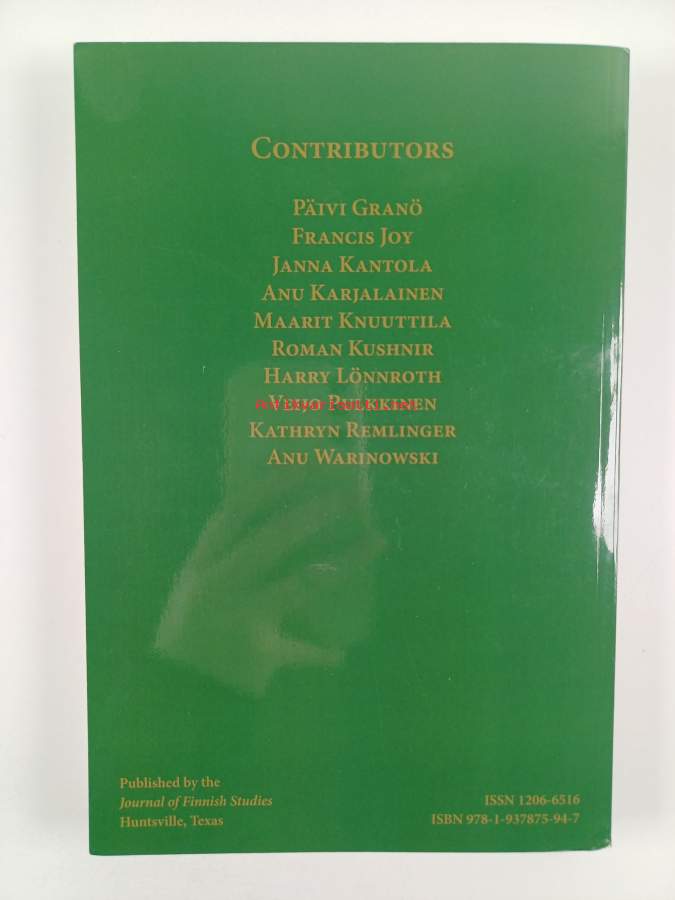 Contributors
Päivi Granö
Francis Joy
Janna Kantola
Anu Karjalainen
Maarit Knuuttila
Roman Kushnir
Harry Lönnroth
Pulkkinen
Kathryn Remlinger
Anu Warinowski
Published by the
Journal of Finnish Studies
Huntsville, Texas
ISSN 1206-6516
ISBN 978-1-937875-94-7